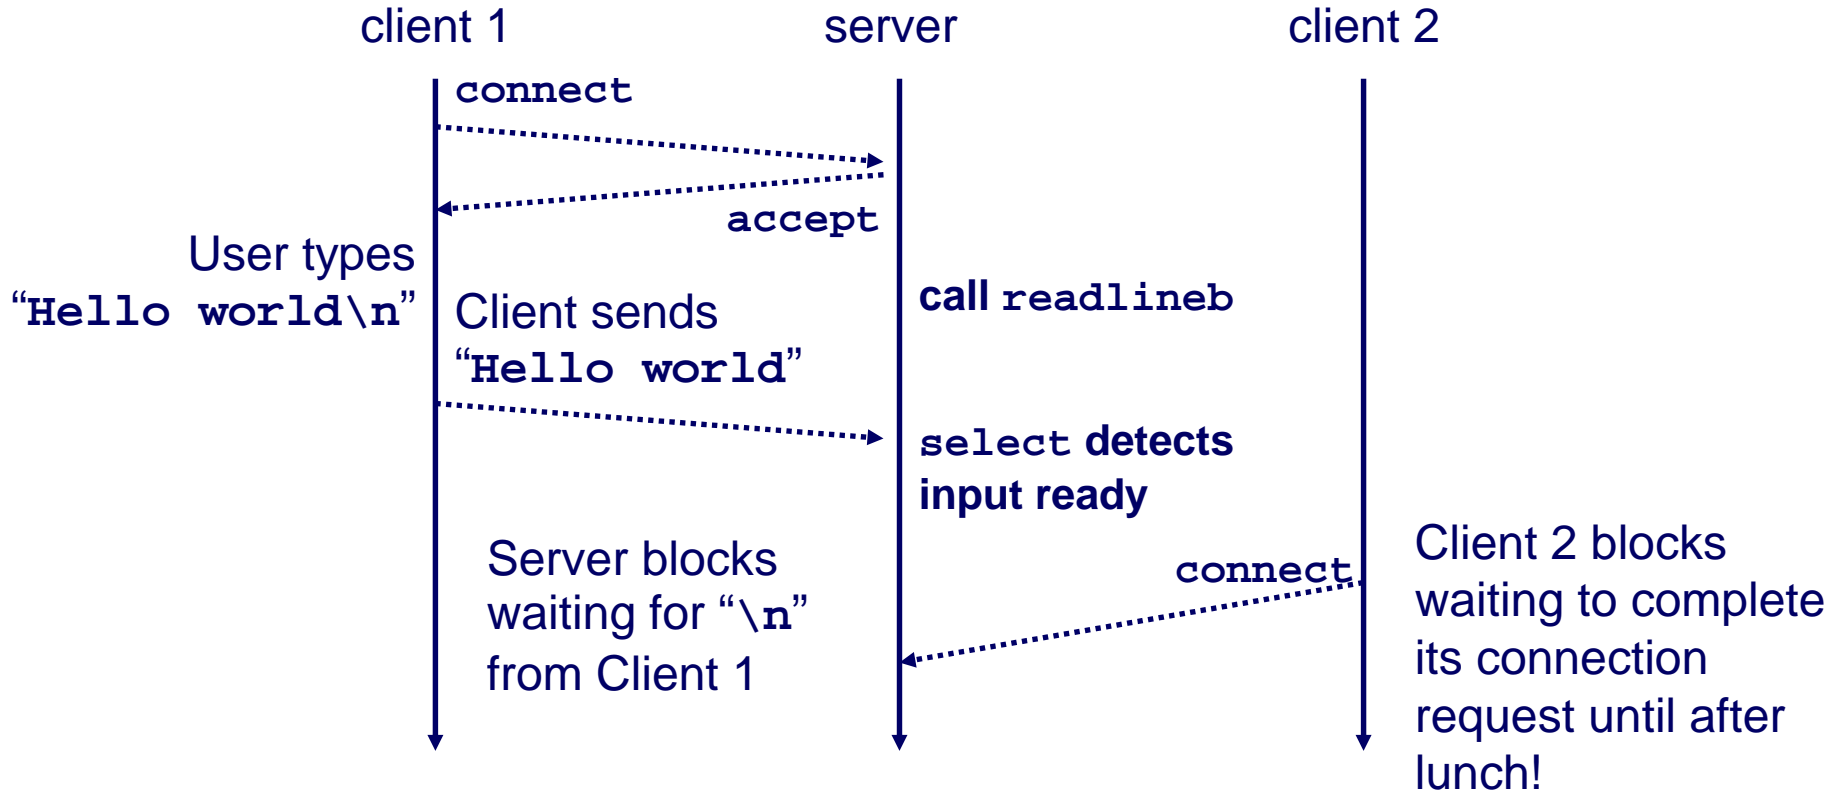 client 1
server
client 2
connect
accept
User types
“Hello world\n”
Client sends
“Hello world”
call readlineb
select detects
input ready
Server blocks
waiting for “\n”
from Client 1
connect
Client 2 blocks
waiting to complete
its connection
request until after
lunch!